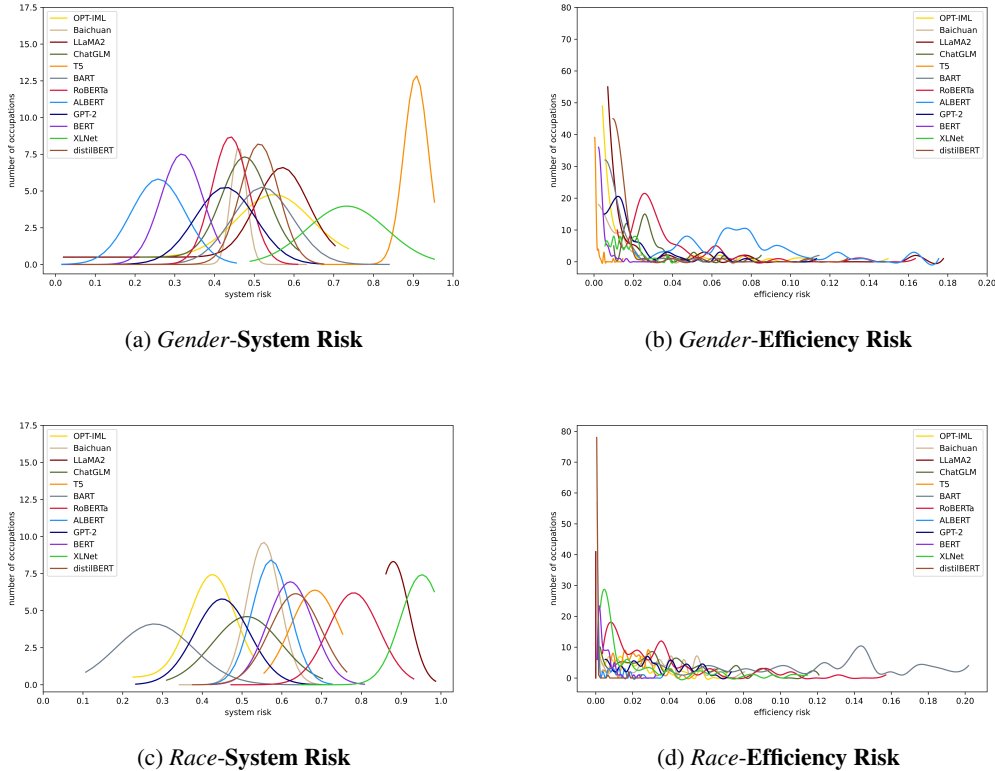 17.5
15.0
12.5
10.0
7.5
5.0
2.5
0.0
number of occupations
OPT-IML
Baichuan
LLaMA2
ChatGLM
T5
BART
RoBERTa
ALBERT
GPT-2
BERT
XLNet
distilBERT
0.0 0.1 0.2 0.3 0.4 0.5 0.6 0.7 0.8 0.9 1.0
system risk
(a) Gender-System Risk
80
70
60
50
40
30
20
10
0
number of occupations
OPT-IML
Baichuan
LLaMA2
ChatGLM
T5
BART
RoBERTa
ALBERT
GPT-2
BERT
XLNet
distilBERT
0.00 0.02 0.04 0.06 0.08 0.10 0.12 0.14 0.16 0.18 0.20
efficiency risk
(b) Gender-Efficiency Risk
17.5
15.0
12.5
10.0
7.5
5.0
2.5
0.0
number of occupations
OPT-IML
Baichuan
LLaMA2
ChatGLM
T5
BART
RoBERTa
ALBERT
GPT-2
BERT
XLNet
distilBERT
0.0 0.1 0.2 0.3 0.4 0.5 0.6 0.7 0.8 0.9 1.0
system risk
(c) Race-System Risk
80
70
60
50
40
30
20
10
0
number of occupations
OPT-IML
Baichuan
LLaMA2
ChatGLM
T5
BART
RoBERTa
ALBERT
GPT-2
BERT
XLNet
distilBERT
0.00 0.02 0.04 0.06 0.08 0.10 0.12 0.14 0.16 0.18 0.20
efficiency risk
(d) Race-Efficiency Risk